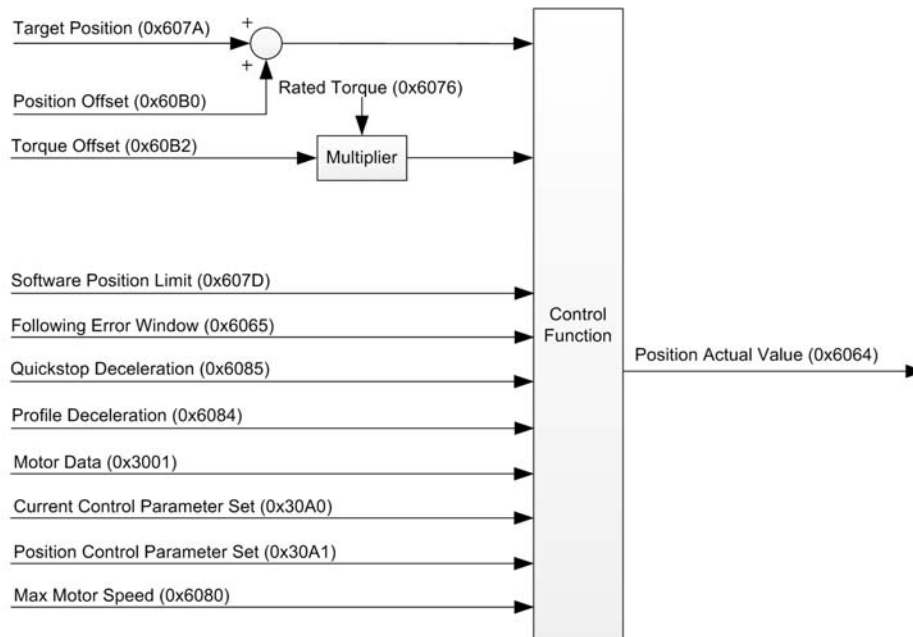 Target Position (0x607A)
+
+
Position Offset (0x60B0)
Rated Torque (0x6076)
Torque Offset (0x60B2)
Multiplier
Software Position Limit (0x607D)
Following Error Window (0x6065)
Control
Function
Quickstop Deceleration (0x6085)
Position Actual Value (0x6064)
Profile Deceleration (0x6084)
Motor Data (0x3001)
Current Control Parameter Set (0x30A0)
Position Control Parameter Set (0x30A1)
Max Motor Speed (0x6080)